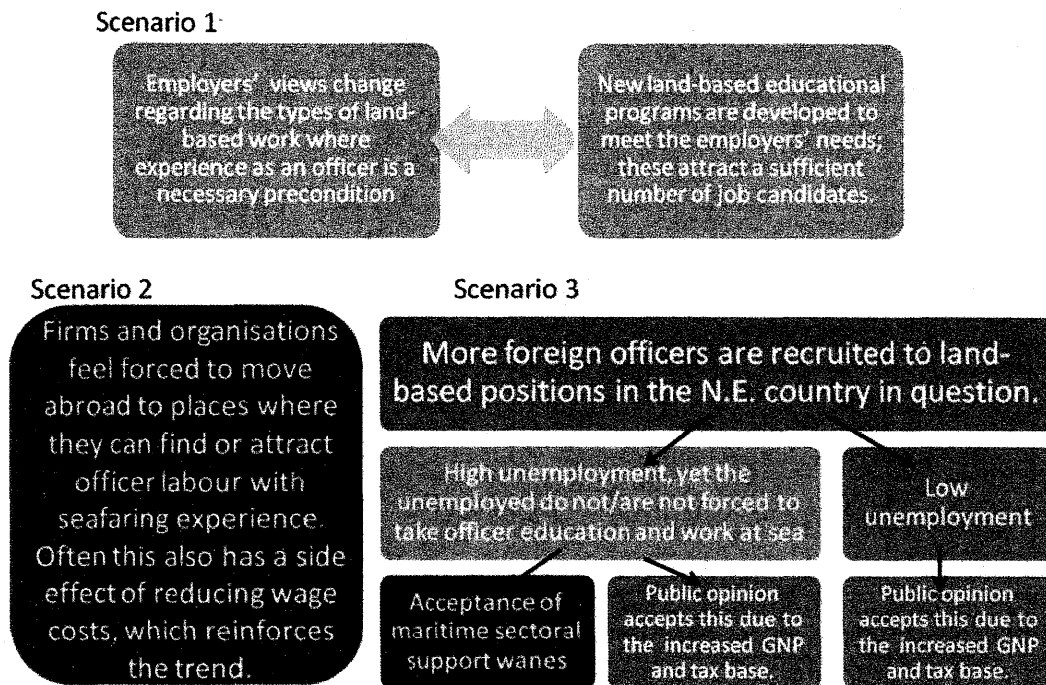 Scenario 1
Employers' views change
regarding the types of land-
based work where
experience as an officer is a
necessary precondition
New land-based educational
programs are developed to
meet the employers' needs;
these attract a sufficient
number of job candidates.
Scenario 2
Firms and organisations
feel forced to move
abroad to places where
they can find or attract
officer labour with
seafaring experience.
Often this also has a side
effect of reducing wage
costs, which reinforces
the trend.
Scenario 3
More foreign officers are recruited to land-
based positions in the N.E. country in question.
High unemployment, yet the
unemployed do not/are not forced to
take officer education and work at sea
Low
unemployment
Acceptance of
maritime sectoral
support wanes
Public opinion
accepts this due to
the increased GNP
and tax base.
Public opinion
accepts this due to
the increased GNP
and tax base.